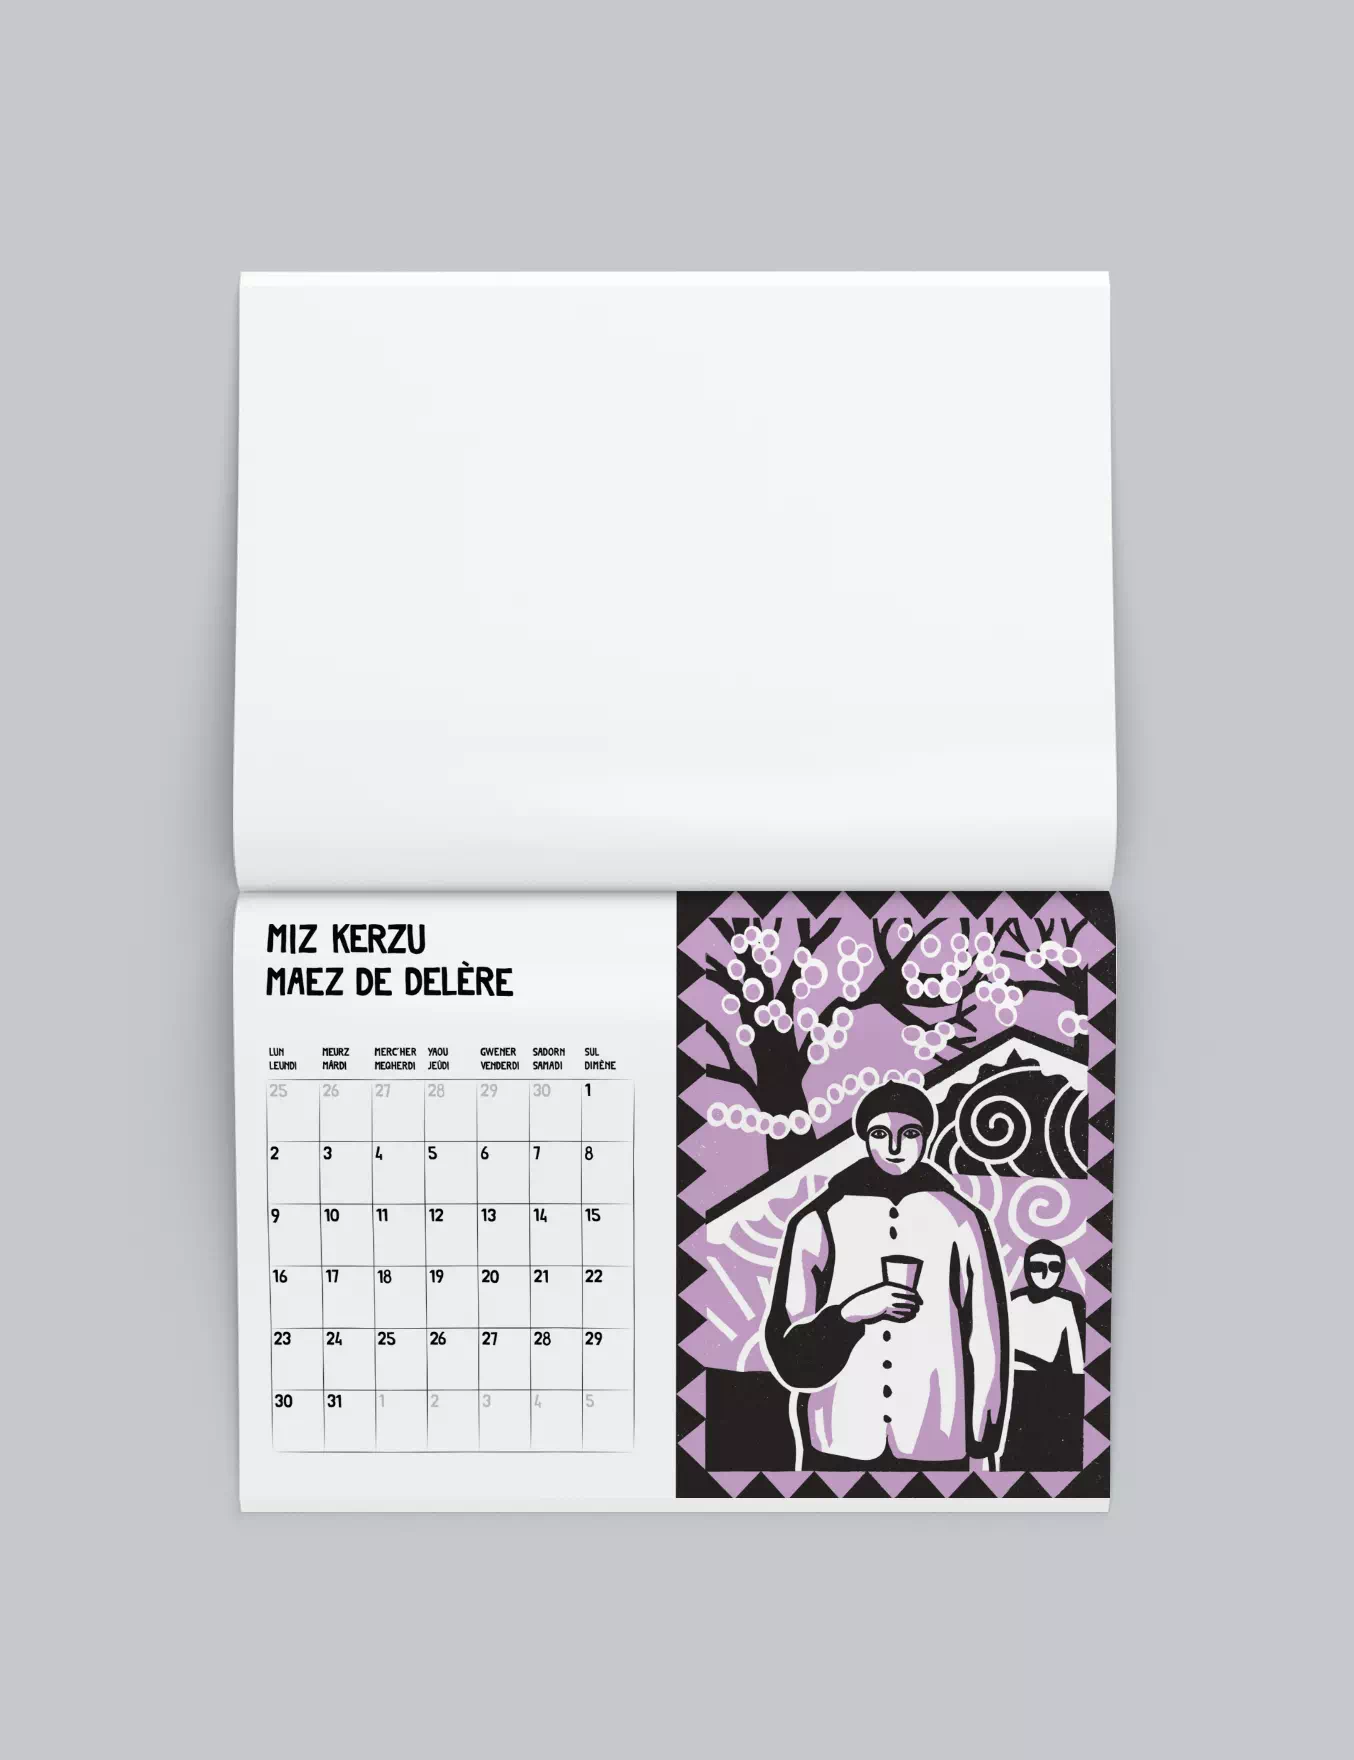 MIZ KERZU
MAEZ DE DELÈRE
LUN MEURZ MERC'HER YAOU GWENER SADORN SUL
LEUNDI MÂRDI MEQHERDI JEÛDI VENDERDI SAMADI DIMÈNE
25 26 27 28 29 30 1
2 3 4 5 6 7 8
9 10 11 12 13 14 15
16 17 18 19 20 21 22
23 24 25 26 27 28 29
30 31 1 2 3 4 5